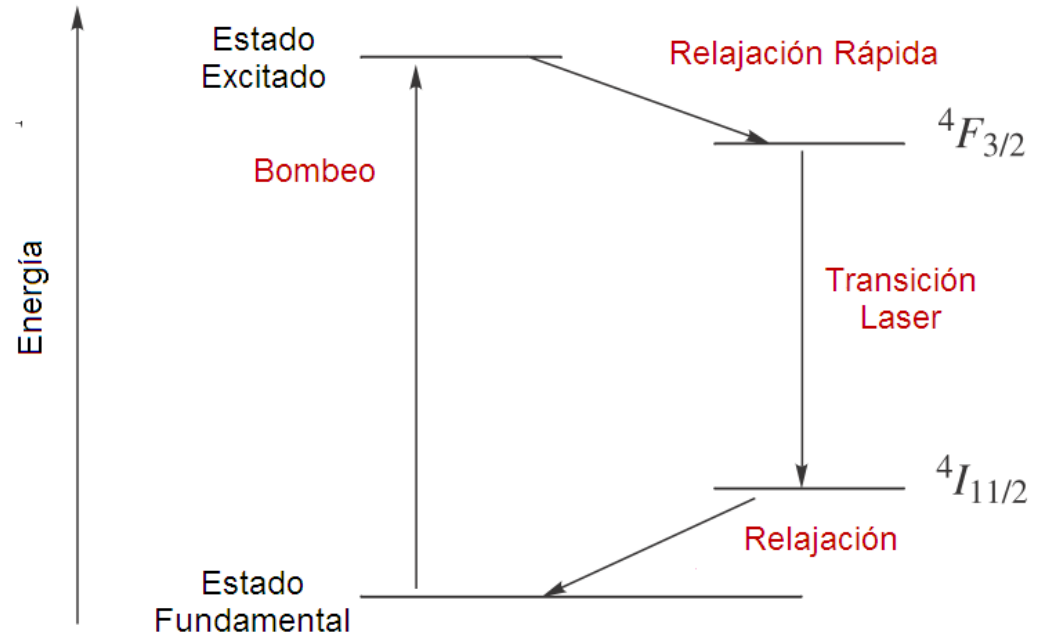 Estado
Excitado
Relajación Rápida
⁴F₃/₂
Bombeo
Energía
Transición
Laser
⁴I₁₁/₂
Relajación
Estado
Fundamental